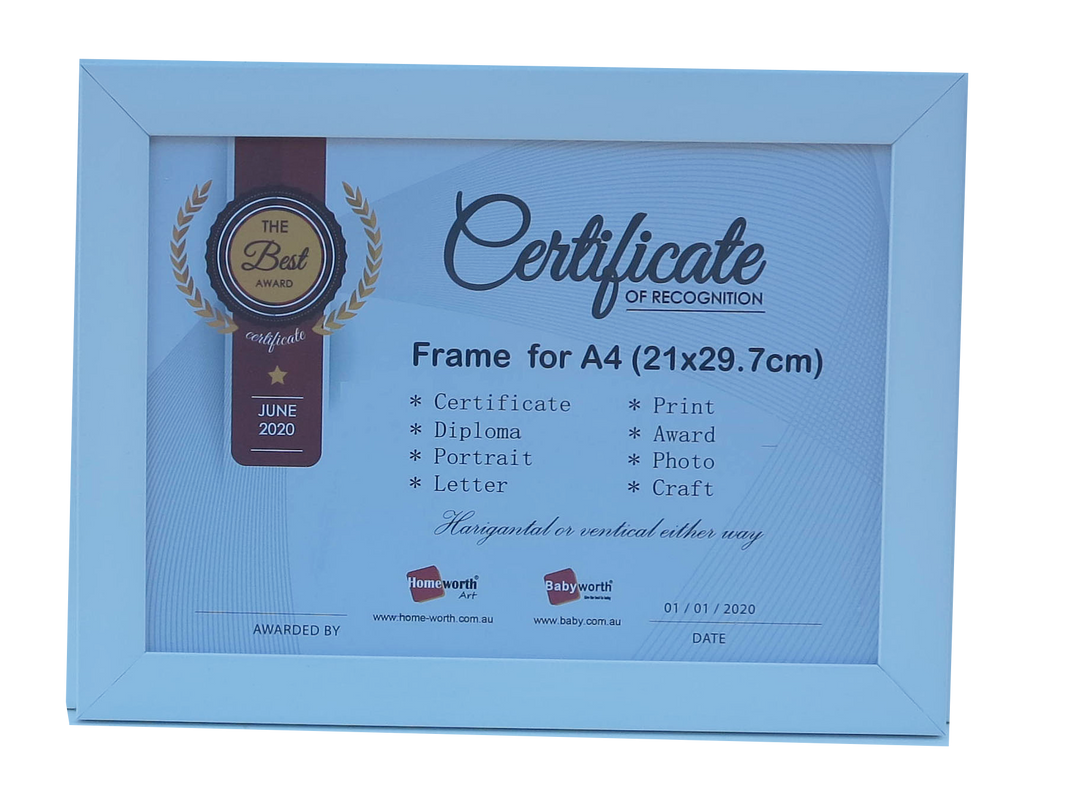 THE
Best
AWARD
certificate
JUNE
2020
Certificate
OF RECOGNITION
Frame for A4 (21x29.7cm)
* Certificate
* Diploma
* Portrait
* Letter
* Print
* Award
* Photo
* Craft
Harigantal or ventical either way
Homeworth®
Art
www.home-worth.com.au
Babyworth®
www.baby.com.au
AWARDED BY
01 / 01 / 2020
DATE